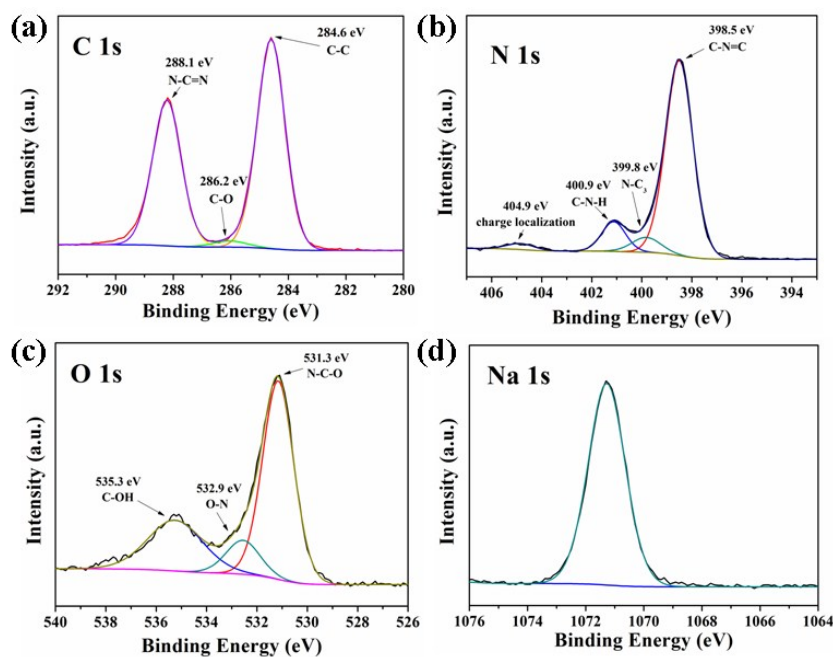 (a)
C 1s
284.6 eV
C-C
288.1 eV
N-C=N
286.2 eV
C-O
Intensity (a.u.)
292 290 288 286 284 282 280
Binding Energy (eV)
(b)
N 1s
398.5 eV
C-N=C
399.8 eV
N-C₃
400.9 eV
C-N-H
404.9 eV
charge localization
Intensity (a.u.)
406 404 402 400 398 396 394
Binding Energy (eV)
(c)
O 1s
531.3 eV
N-C-O
535.3 eV
C-OH
532.9 eV
O-N
Intensity (a.u.)
540 538 536 534 532 530 528 526
Binding Energy (eV)
(d)
Na 1s
Intensity (a.u.)
1076 1074 1072 1070 1068 1066 1064
Binding Energy (eV)